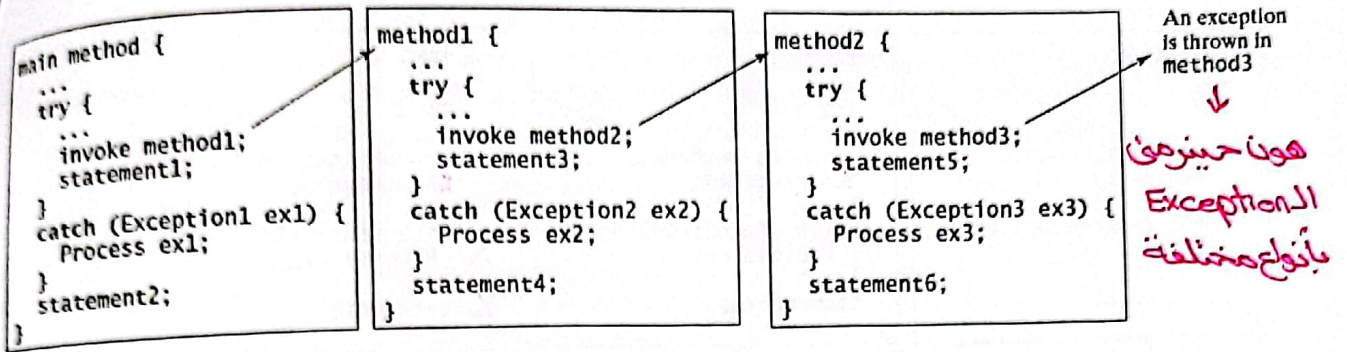 main method {
...
try {
...
invoke method1;
statement1;
}
catch (Exception1 ex1) {
Process ex1;
}
statement2;
}
method1 {
...
try {
...
invoke method2;
statement3;
}
catch (Exception2 ex2) {
Process ex2;
}
statement4;
}
method2 {
...
try {
...
invoke method3;
statement5;
}
catch (Exception3 ex3) {
Process ex3;
}
statement6;
}
An exception
is thrown in
method3
هون حينرمى
الـ Exception
بأنواع مختلفة